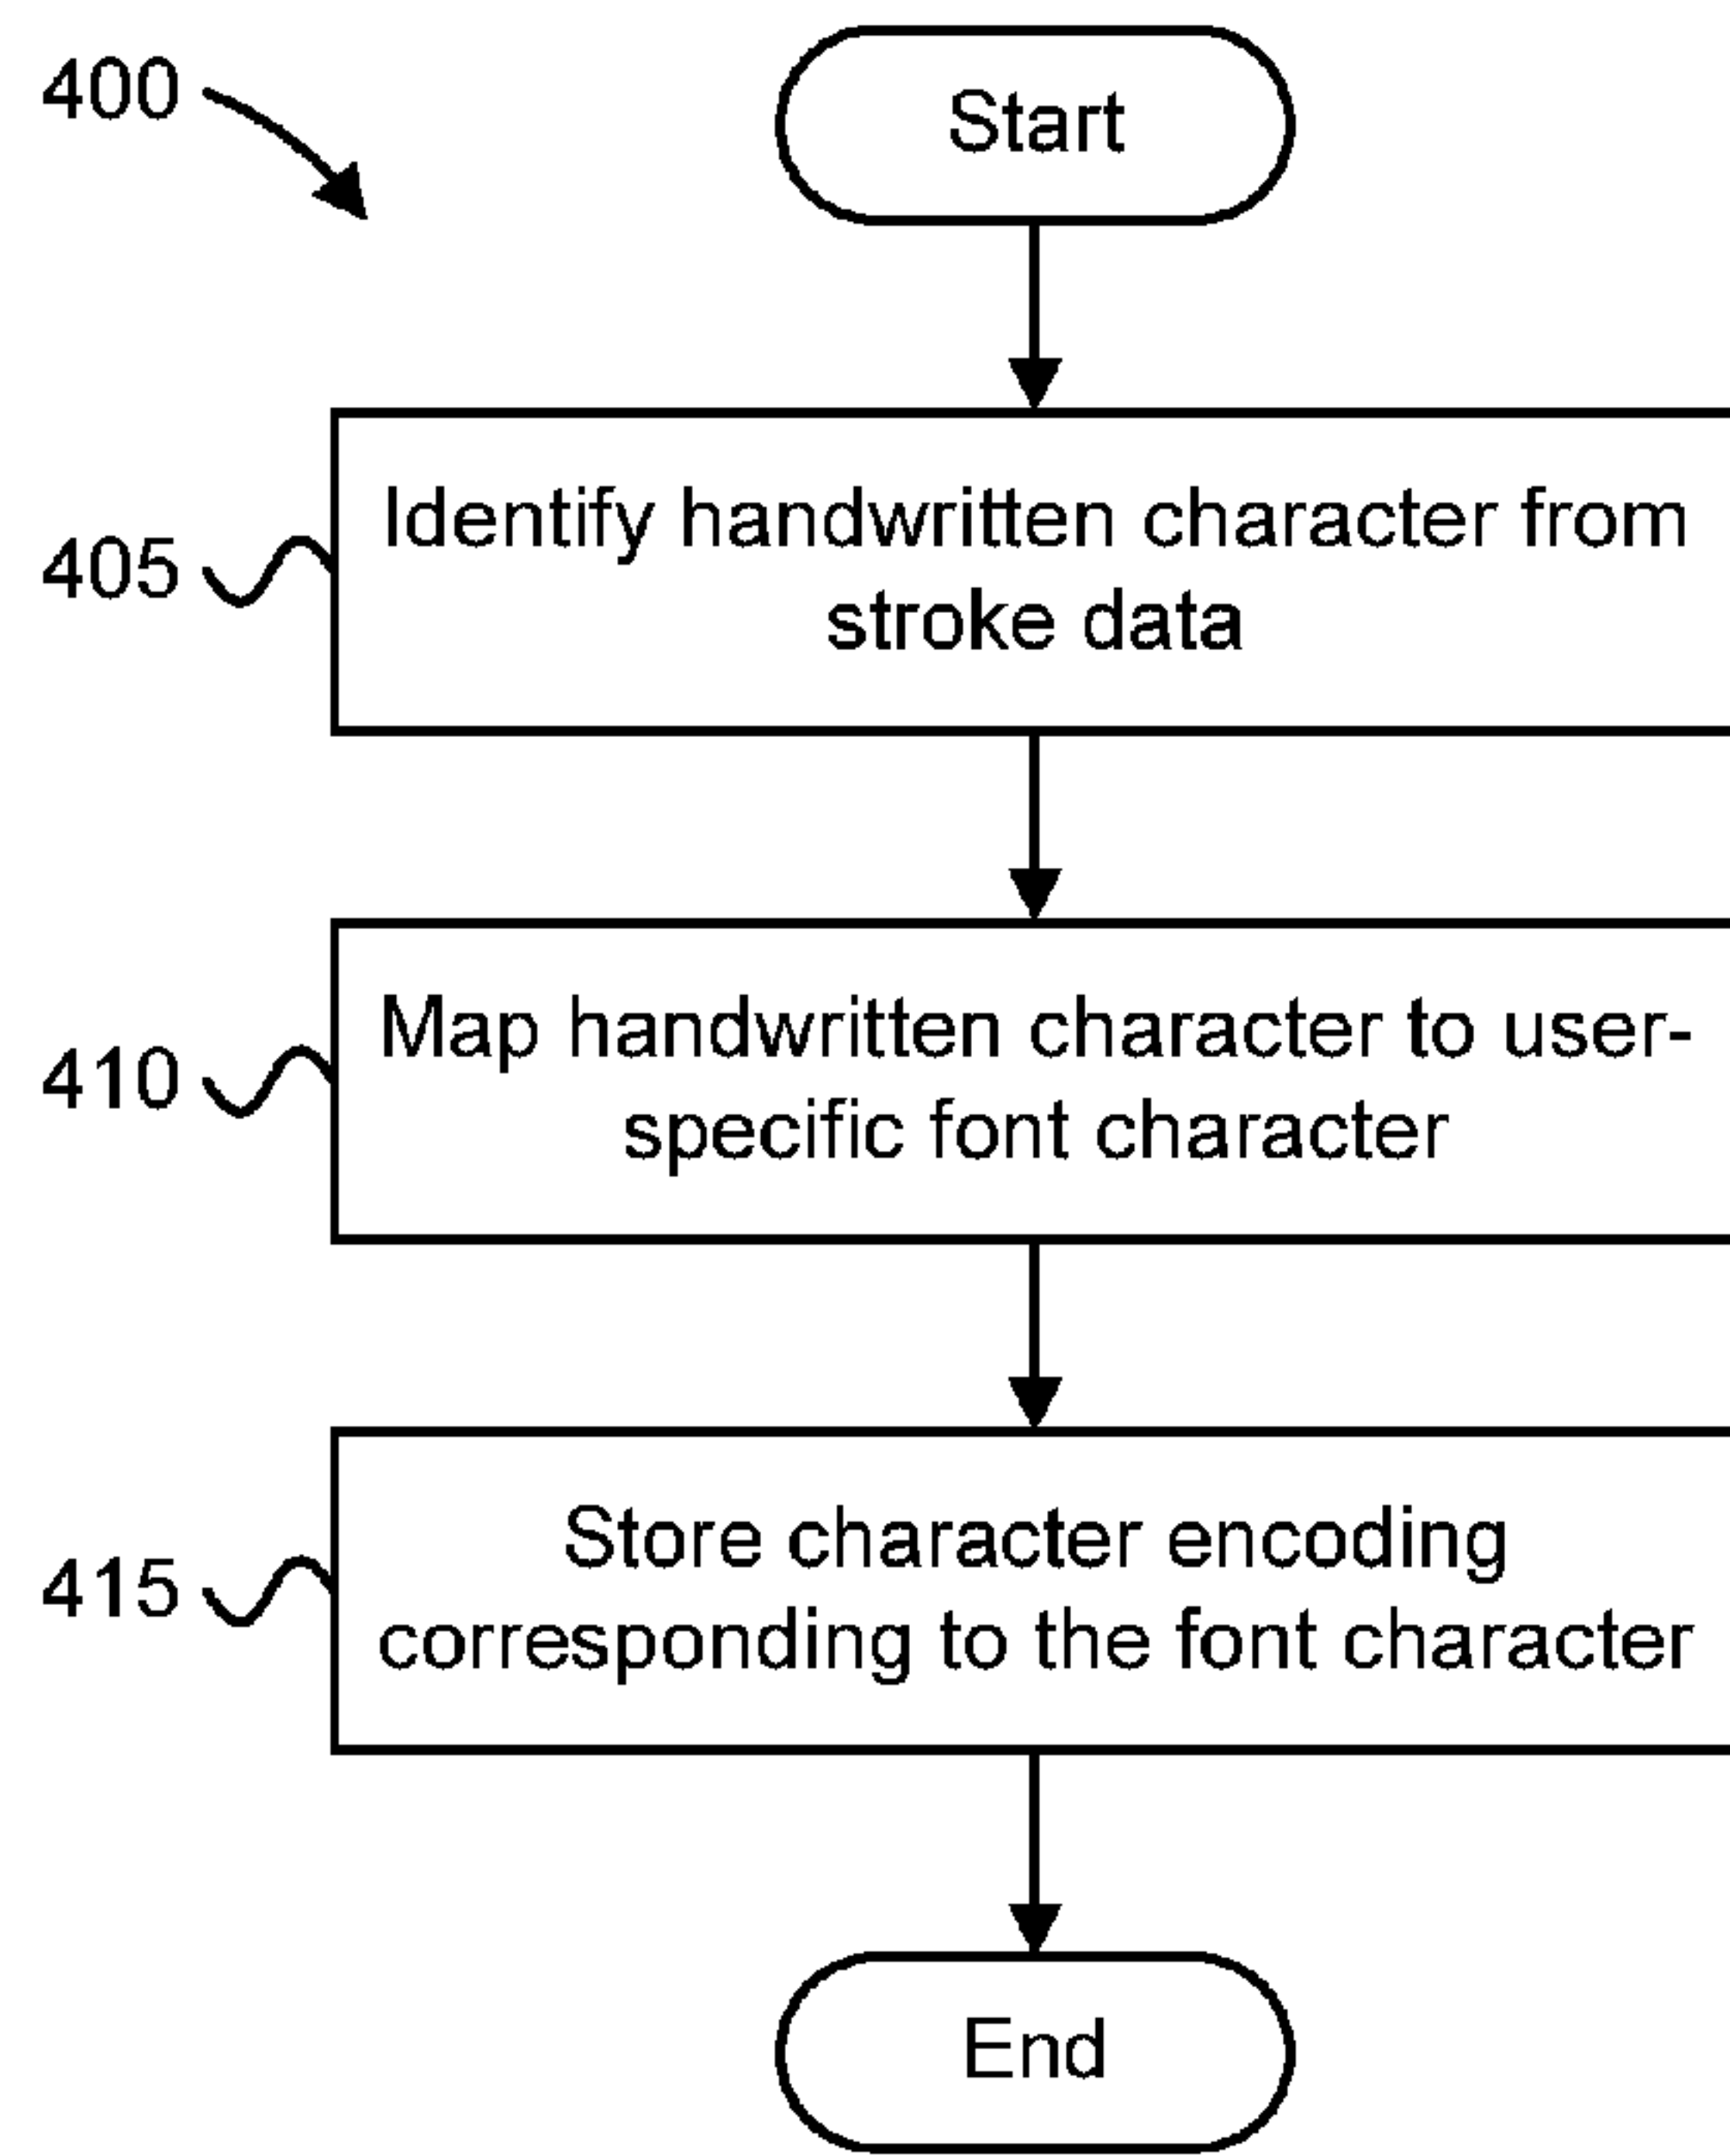 400
Start
405
Identify handwritten character from
stroke data
410
Map handwritten character to user-
specific font character
415
Store character encoding
corresponding to the font character
End